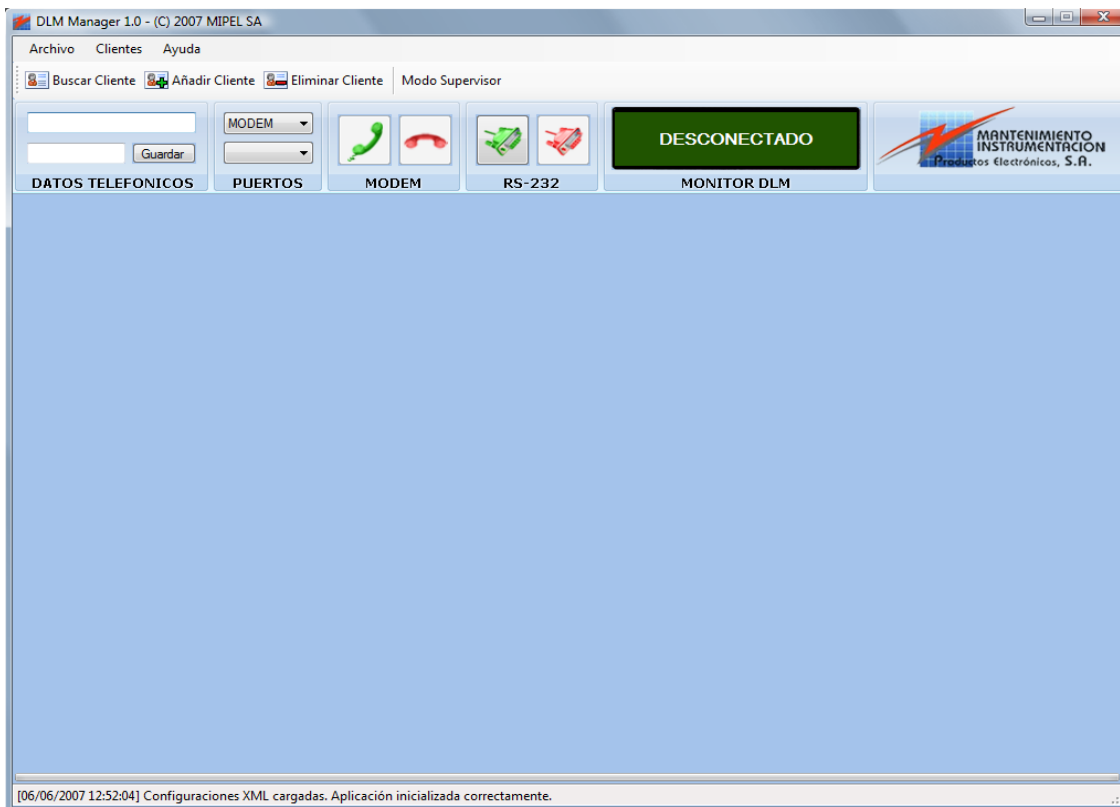 DLM Manager 1.0 - (C) 2007 MIPEL SA
Archivo Clientes Ayuda
Buscar Cliente Añadir Cliente Eliminar Cliente Modo Supervisor
MODEM
Guardar
DESCONECTADO
MANTENIMIENTO
INSTRUMENTACION
Productos Electrónicos, S.A.
DATOS TELEFONICOS PUERTOS MODEM RS-232 MONITOR DLM
[06/06/2007 12:52:04] Configuraciones XML cargadas. Aplicación inicializada correctamente.